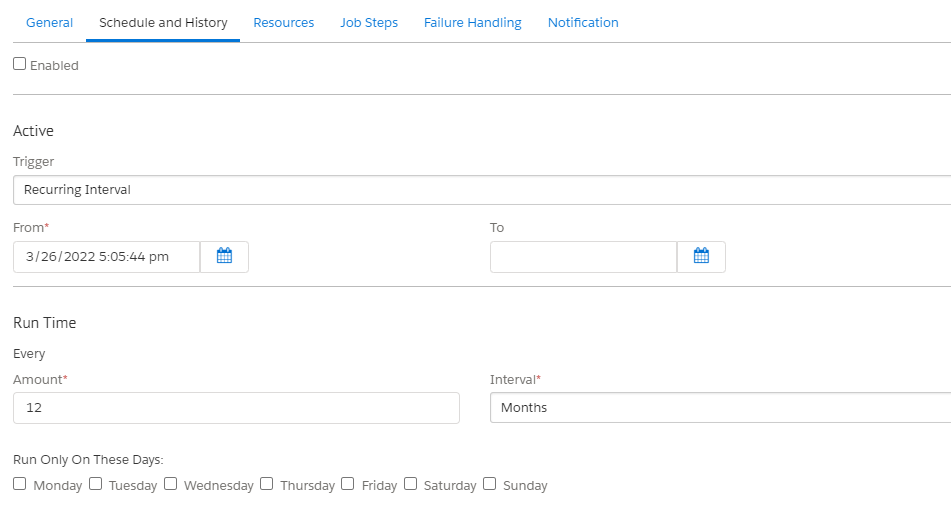 General Schedule and History Resources Job Steps Failure Handling Notification
Enabled
Active
Trigger
Recurring Interval
From* To
3/26/2022 5:05:44 pm
Run Time
Every
Amount* Interval*
12 Months
Run Only On These Days:
Monday Tuesday Wednesday Thursday Friday Saturday Sunday